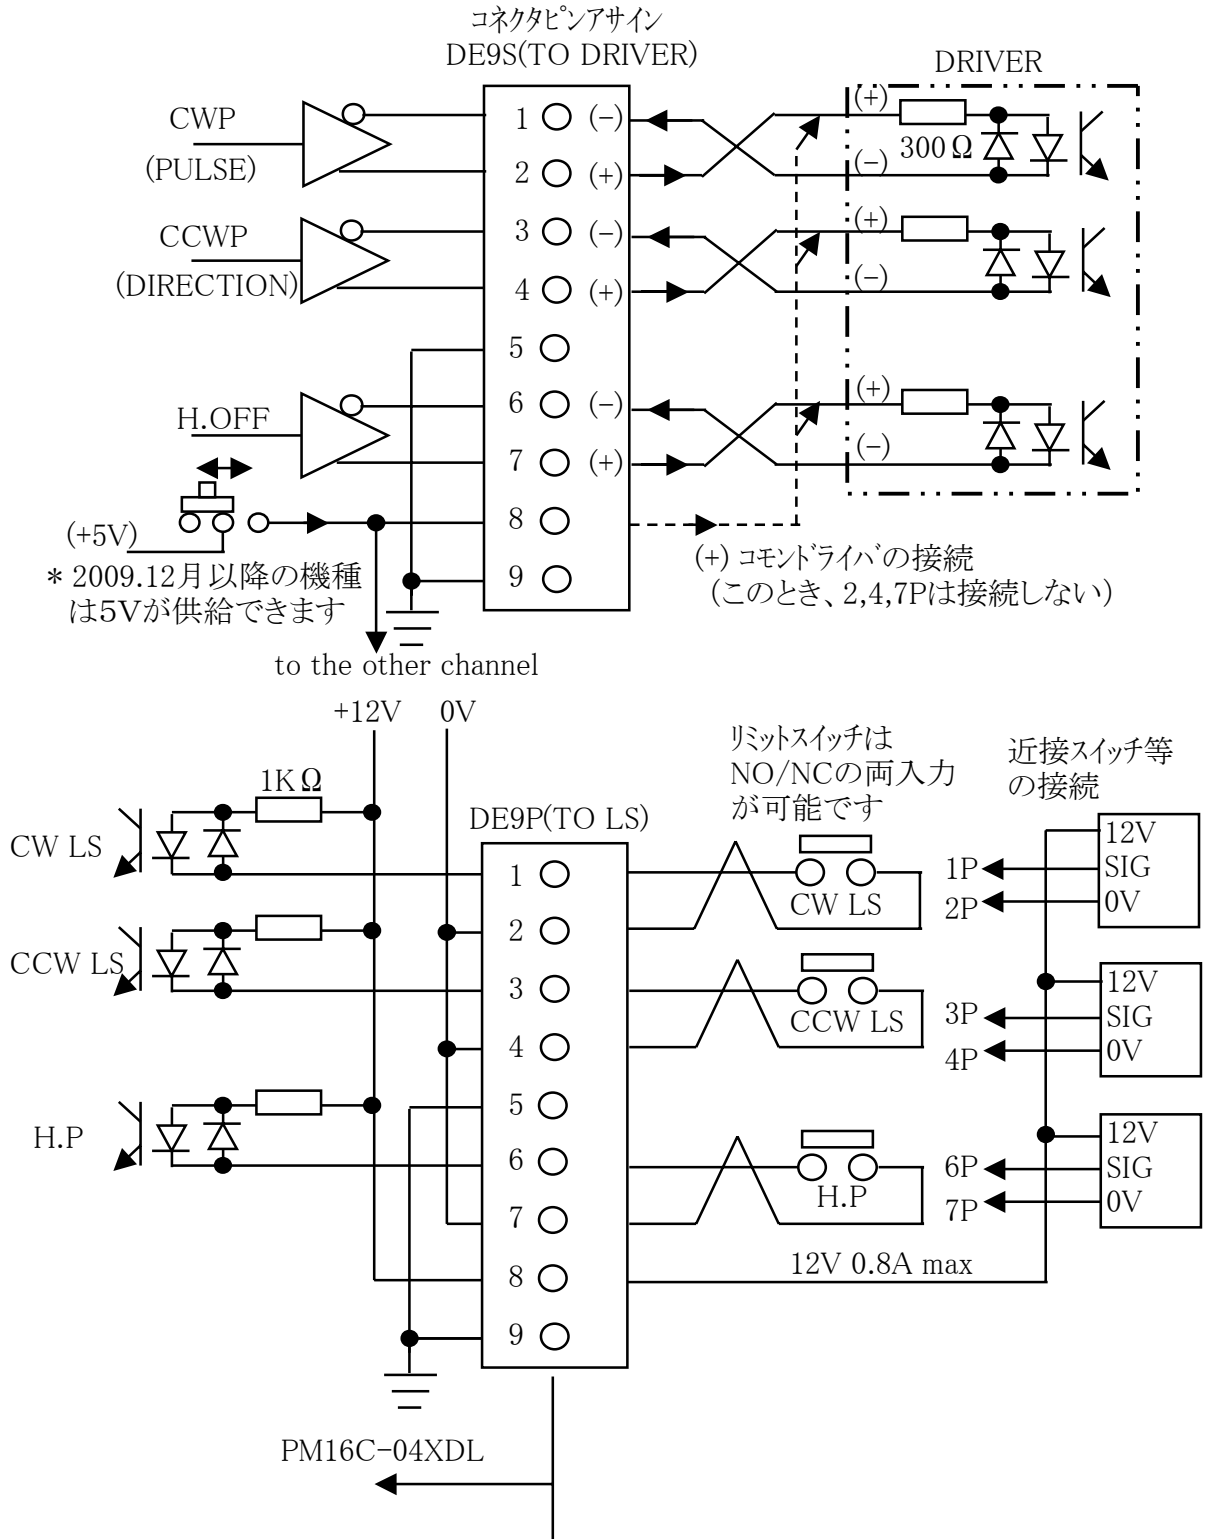 コネクタピンアサイン
DE9S(TO DRIVER)
DRIVER
CWP
(PULSE)
1
(-)
(+)
300Ω
2
(+)
(-)
CCWP
(DIRECTION)
3
(-)
(+)
4
(+)
(-)
5
H.OFF
6
(-)
(+)
7
(+)
(-)
(+5V)
8
9
(+) コモンドライバの接続
(このとき、2,4,7Pは接続しない)
* 2009.12月以降の機種
は5Vが供給できます
to the other channel
+12V
0V
リミットスイッチは
NO/NCの両入力
が可能です
近接スイッチ等
の接続
1KΩ
DE9P(TO LS)
CW LS
1
CW LS
2
1P
2P
12V
SIG
0V
CCW LS
3
CCW LS
4
3P
4P
12V
SIG
0V
5
H.P
6
H.P
7
6P
7P
12V
SIG
0V
8
12V 0.8A max
9
PM16C-04XDL